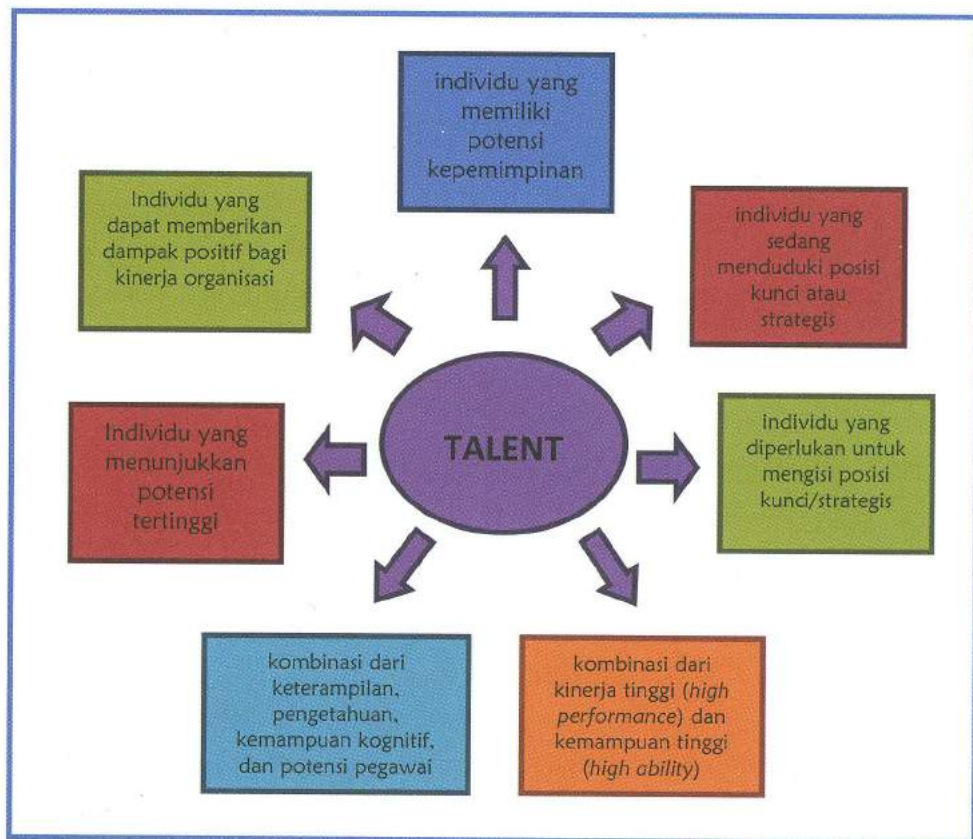 individu yang
memiliki
potensi
kepemimpinan
Individu yang
dapat memberikan
dampak positif bagi
kinerja organisasi
individu yang
sedang
menduduki posisi
kunci atau
strategis
Individu yang
menunjukkan
potensi
tertinggi
TALENT
individu yang
diperlukan untuk
mengisi posisi
kunci/strategis
kombinasi dari
keterampilan,
pengetahuan,
kemampuan kognitif,
dan potensi pegawai
kombinasi dari
kinerja tinggi (high
performance) dan
kemampuan tinggi
(high ability)